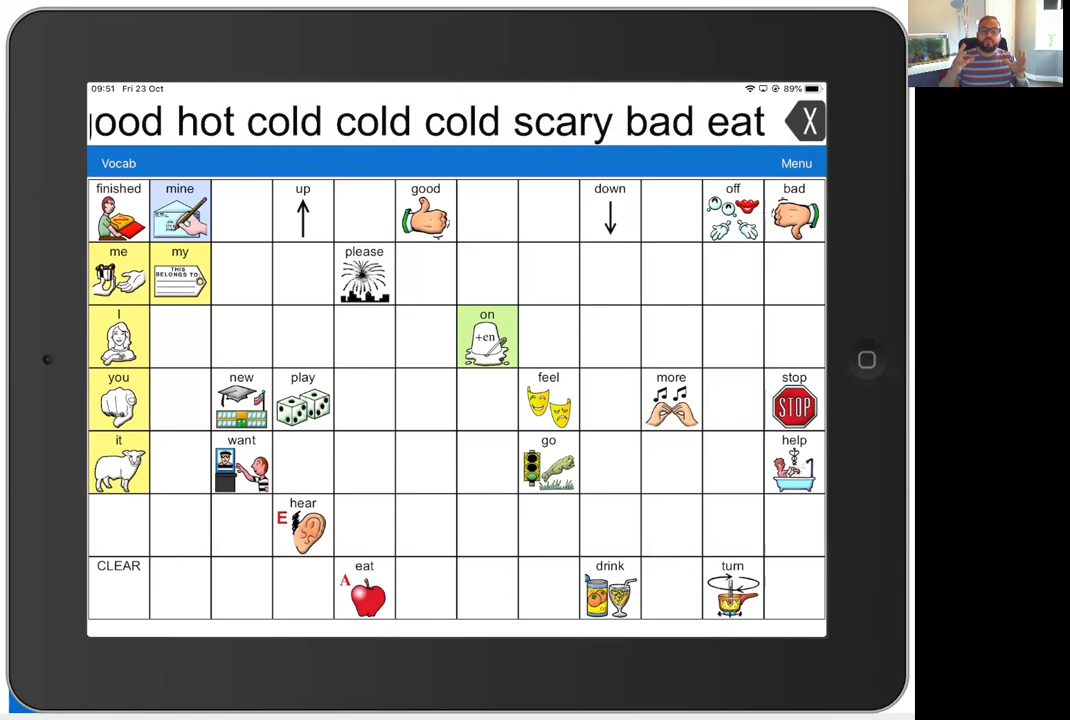 09:51 Fri 23 Oct 89%
ood hot cold cold cold scary bad eat X
Vocab Menu
finished mine up good down off bad
me my please
THIS BELONGS TO
I on
+en
you new play feel more stop
STOP
it want go help
hear
E
CLEAR eat drink turn
A